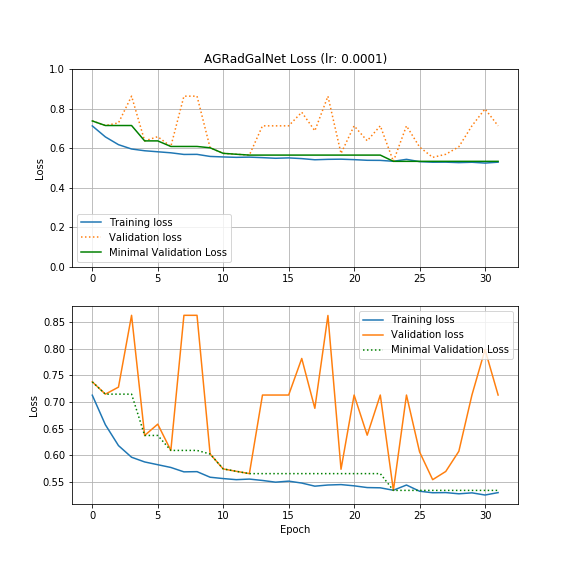 AGRadGalNet Loss (lr: 0.0001)
1.0
0.8
0.6
0.4
0.2
0.0
Loss
Training loss
Validation loss
Minimal Validation Loss
0 5 10 15 20 25 30
0.85
0.80
0.75
0.70
0.65
0.60
0.55
Loss
Training loss
Validation loss
Minimal Validation Loss
0 5 10 15 20 25 30
Epoch